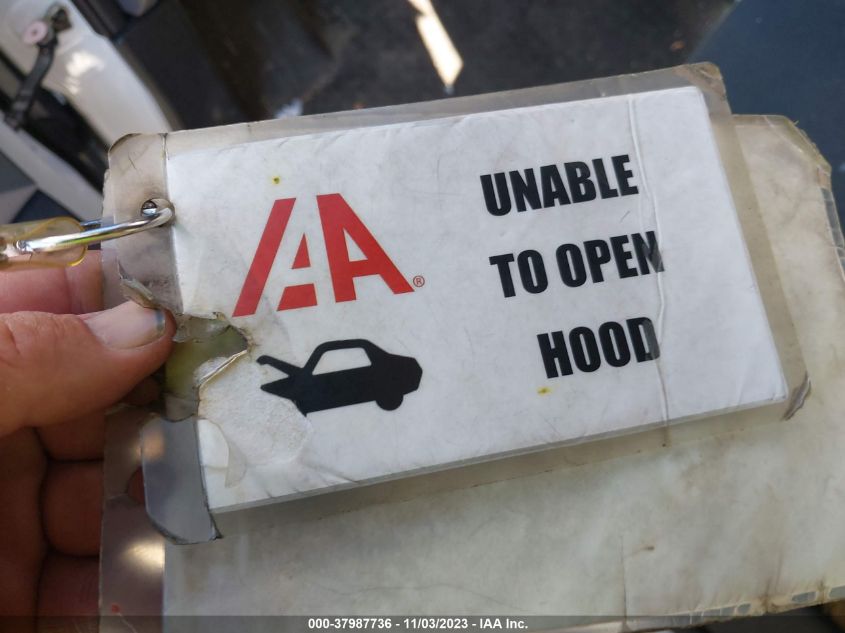 IAA®
UNABLE
TO OPEN
HOOD
000-37987736 - 11/03/2023 - IAA Inc.